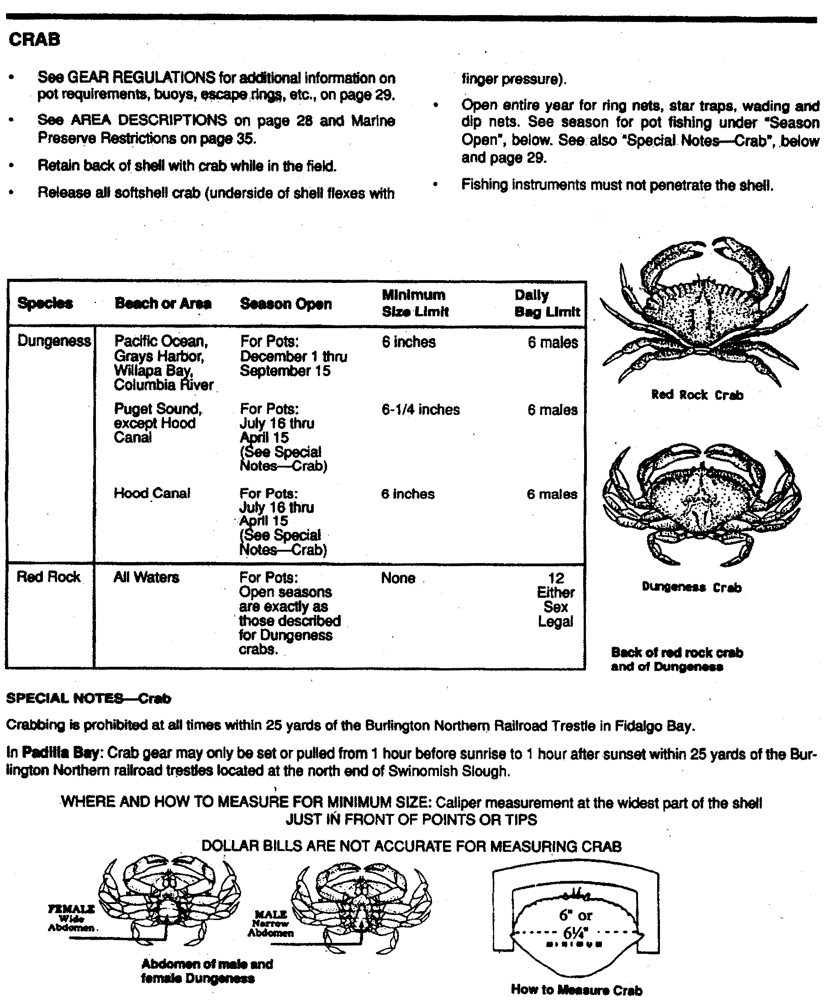 CRAB
• See GEAR REGULATIONS for additional information on
pot requirements, buoys, escape rings, etc., on page 29.
• See AREA DESCRIPTIONS on page 28 and Marine
Preserve Restrictions on page 35.
• Retain back of shell with crab while in the field.
• Release all softshell crab (underside of shell flexes with
finger pressure).
• Open entire year for ring nets, star traps, wading and
dip nets. See season for pot fishing under "Season
Open", below. See also "Special Notes—Crab", below
and page 29.
• Fishing instruments must not penetrate the shell.
Species Beach or Area Season Open Minimum Size Limit Daily Bag Limit
Dungeness Pacific Ocean, For Pots: 6 inches 6 males
Grays Harbor, December 1 thru
Willapa Bay, September 15
Columbia River
Puget Sound, For Pots: 6-1/4 inches 6 males
except Hood July 16 thru
Canal April 15
(See Special
Notes—Crab)
Hood Canal For Pots: 6 inches 6 males
July 16 thru
April 15
(See Special
Notes—Crab)
Red Rock All Waters For Pots: None 12
Open seasons Either
are exactly as Sex
those described Legal
for Dungeness
crabs.
Red Rock Crab
Dungeness Crab
Back of red rock crab
and of Dungeness
SPECIAL NOTES—Crab
Crabbing is prohibited at all times within 25 yards of the Burlington Northern Railroad Trestle in Fidalgo Bay.
In Padilla Bay: Crab gear may only be set or pulled from 1 hour before sunrise to 1 hour after sunset within 25 yards of the Bur-
lington Northern railroad trestles located at the north end of Swinomish Slough.
WHERE AND HOW TO MEASURE FOR MINIMUM SIZE: Caliper measurement at the widest part of the shell
JUST IN FRONT OF POINTS OR TIPS
DOLLAR BILLS ARE NOT ACCURATE FOR MEASURING CRAB
FEMALE
Wide
Abdomen
MALE
Narrow
Abdomen
Abdomen of male and
female Dungeness
6" or
6¼"
MINIMUM
How to Measure Crab